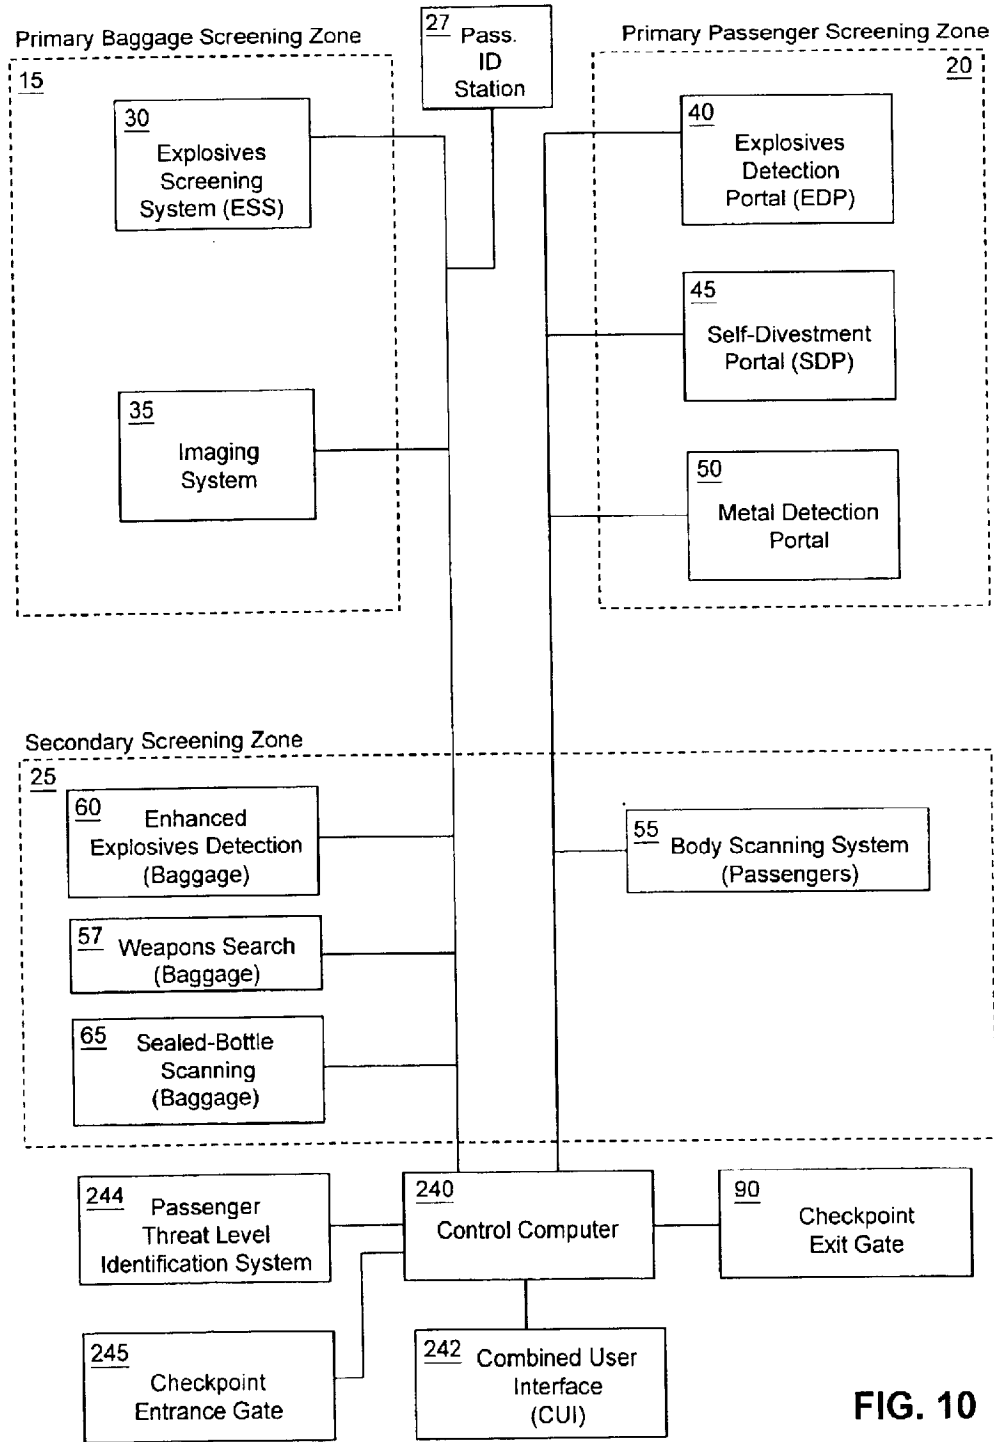 Primary Baggage Screening Zone
15
30
Explosives
Screening
System (ESS)
35
Imaging
System
27
Pass.
ID
Station
Primary Passenger Screening Zone
20
40
Explosives
Detection
Portal (EDP)
45
Self-Divestment
Portal (SDP)
50
Metal Detection
Portal
Secondary Screening Zone
25
60
Enhanced
Explosives Detection
(Baggage)
57
Weapons Search
(Baggage)
65
Sealed-Bottle
Scanning
(Baggage)
55
Body Scanning System
(Passengers)
244
Passenger
Threat Level
Identification System
240
Control Computer
90
Checkpoint
Exit Gate
245
Checkpoint
Entrance Gate
242
Combined User
Interface
(CUI)
FIG. 10